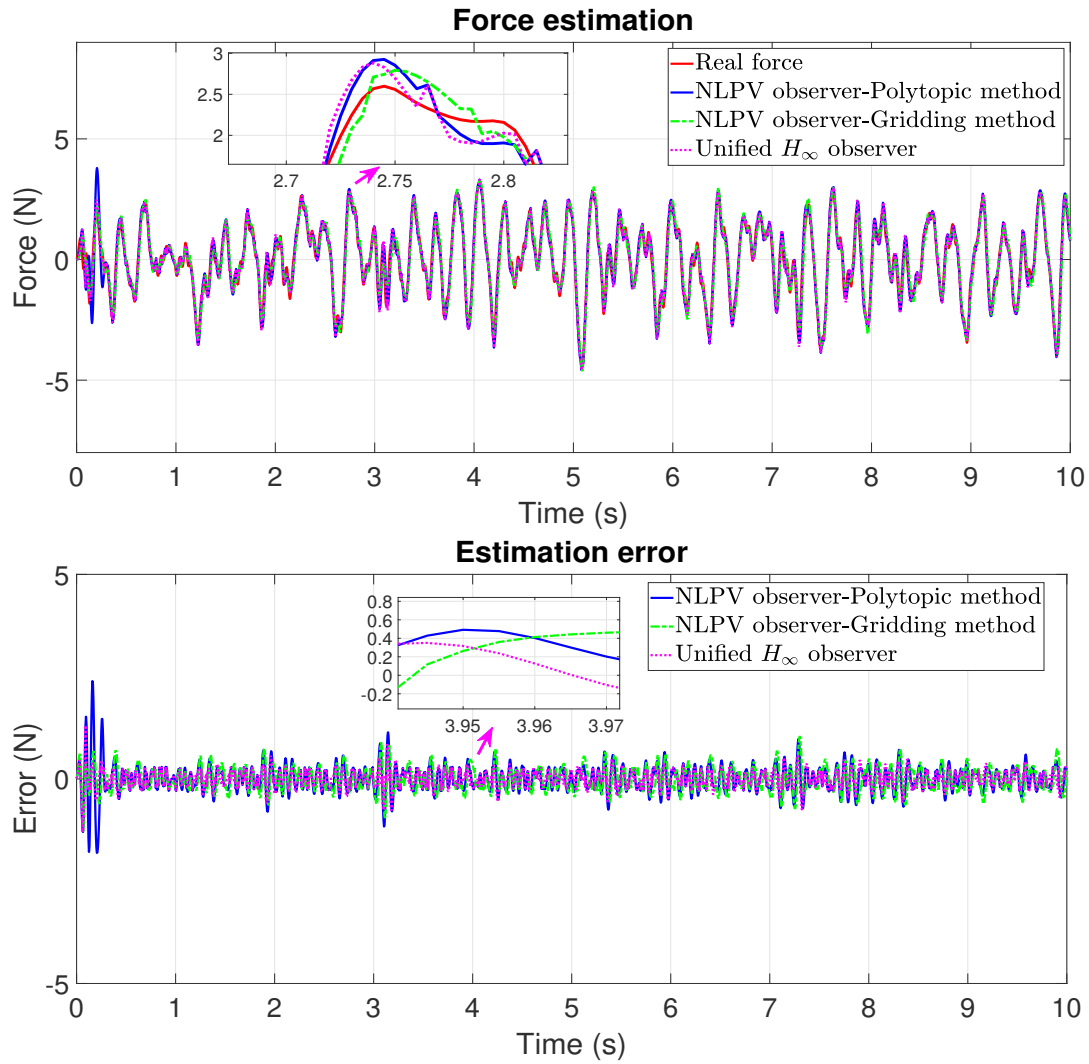 Force estimation
Real force
NLPV observer-Polytopic method
NLPV observer-Gridding method
Unified H∞ observer
3
2.5
2
2.7
2.75
2.8
5
0
-5
Force (N)
0 1 2 3 4 5 6 7 8 9 10
Time (s)
Estimation error
NLPV observer-Polytopic method
NLPV observer-Gridding method
Unified H∞ observer
0.8
0.6
0.4
0.2
0
-0.2
3.95 3.96 3.97
5
0
-5
Error (N)
0 1 2 3 4 5 6 7 8 9 10
Time (s)